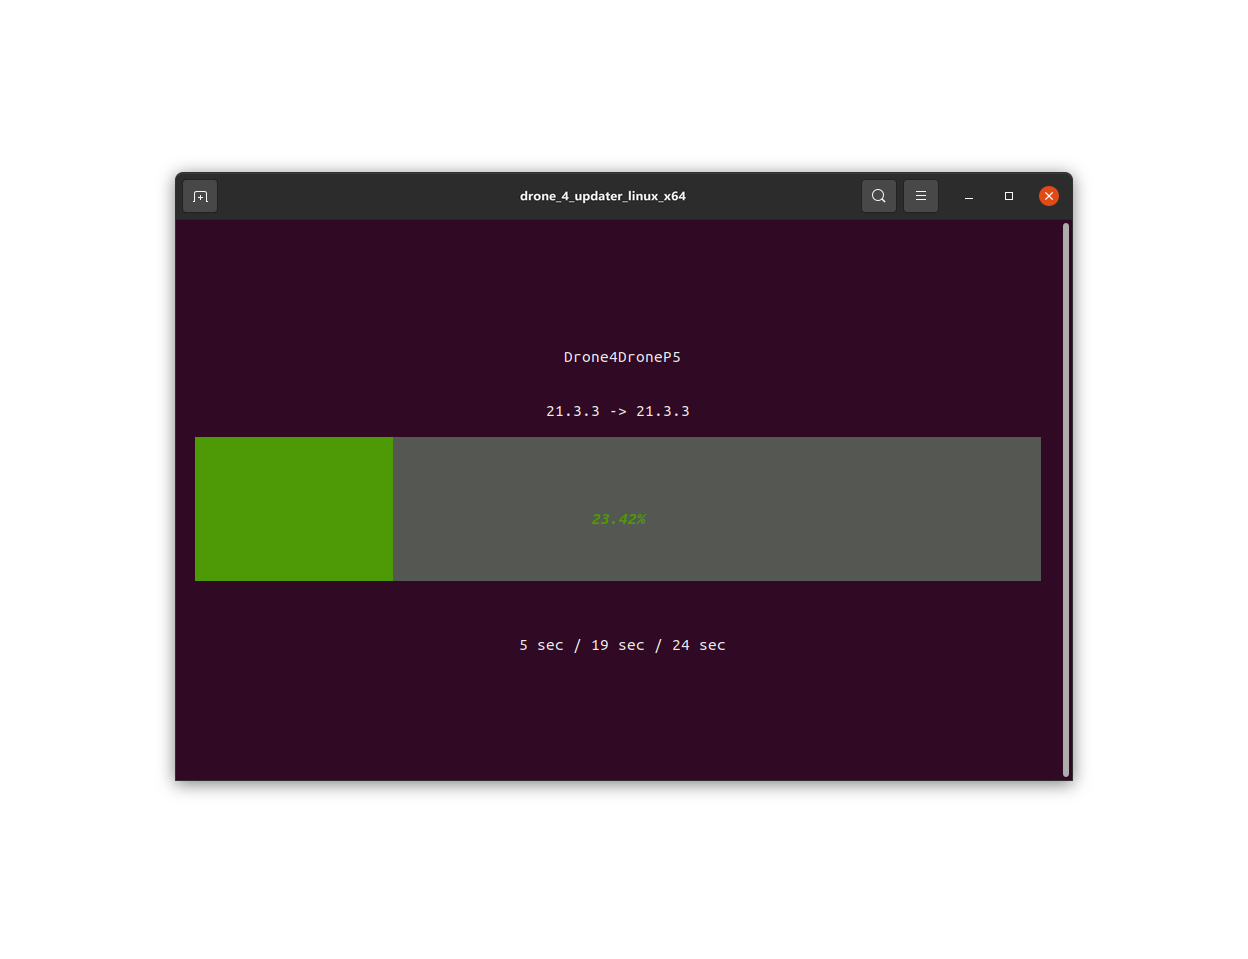 drone_4_updater_linux_x64
Drone4DroneP5
21.3.3 -> 21.3.3
23.42%
5 sec / 19 sec / 24 sec